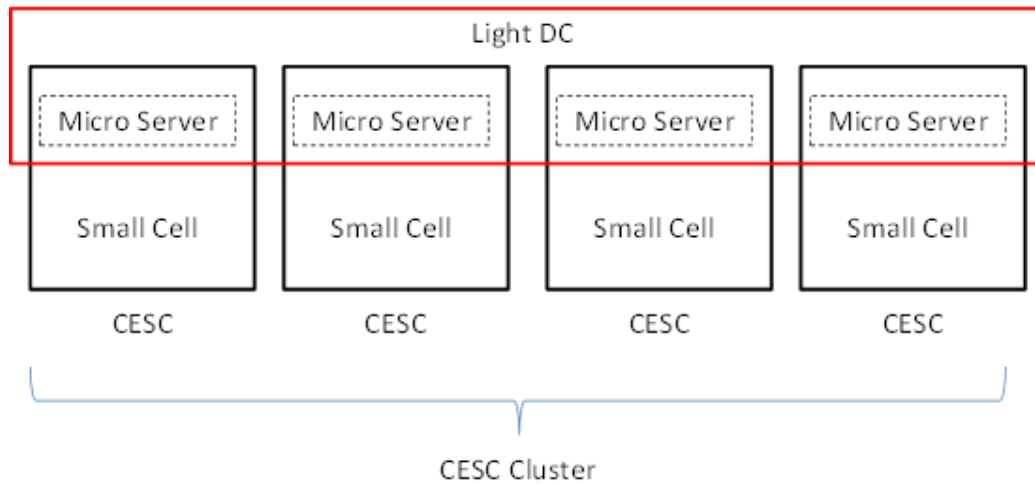 Light DC
Micro Server Micro Server Micro Server Micro Server
Small Cell Small Cell Small Cell Small Cell
CESC CESC CESC CESC
CESC Cluster